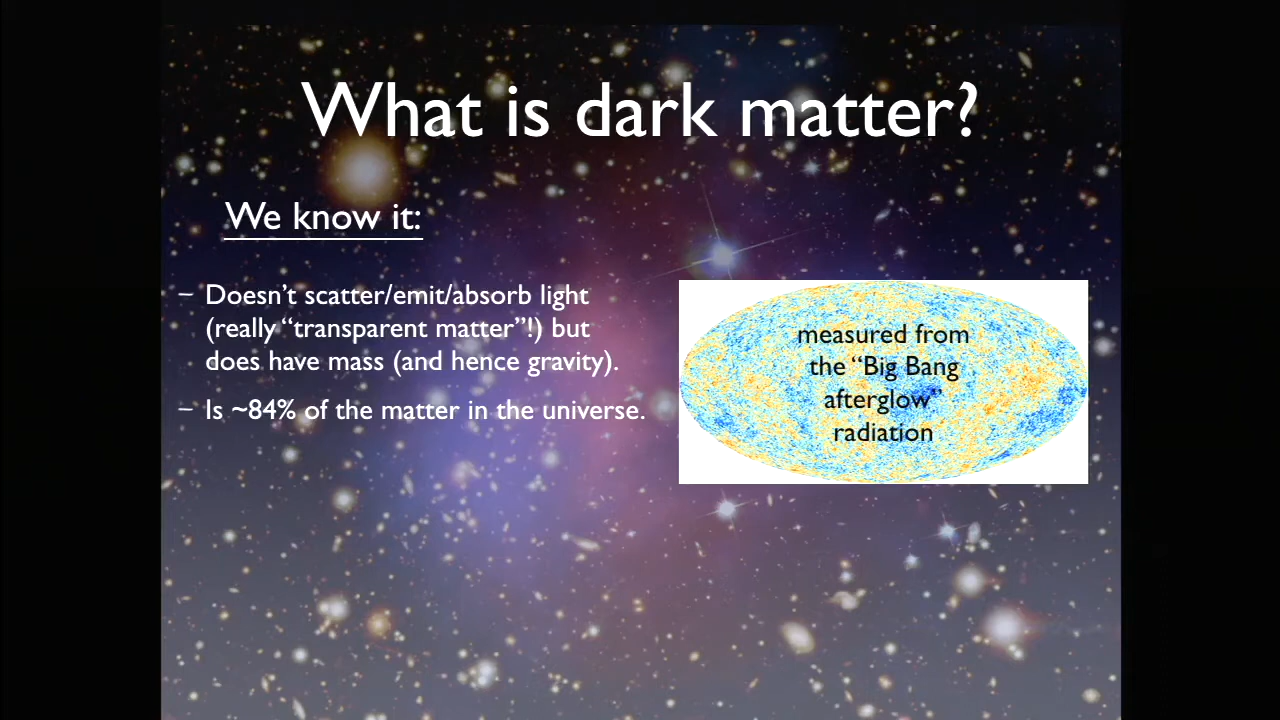 What is dark matter?
We know it:
– Doesn’t scatter/emit/absorb light
(really “transparent matter”!) but
does have mass (and hence gravity).
– Is ~84% of the matter in the universe.
measured from
the “Big Bang
afterglow”
radiation